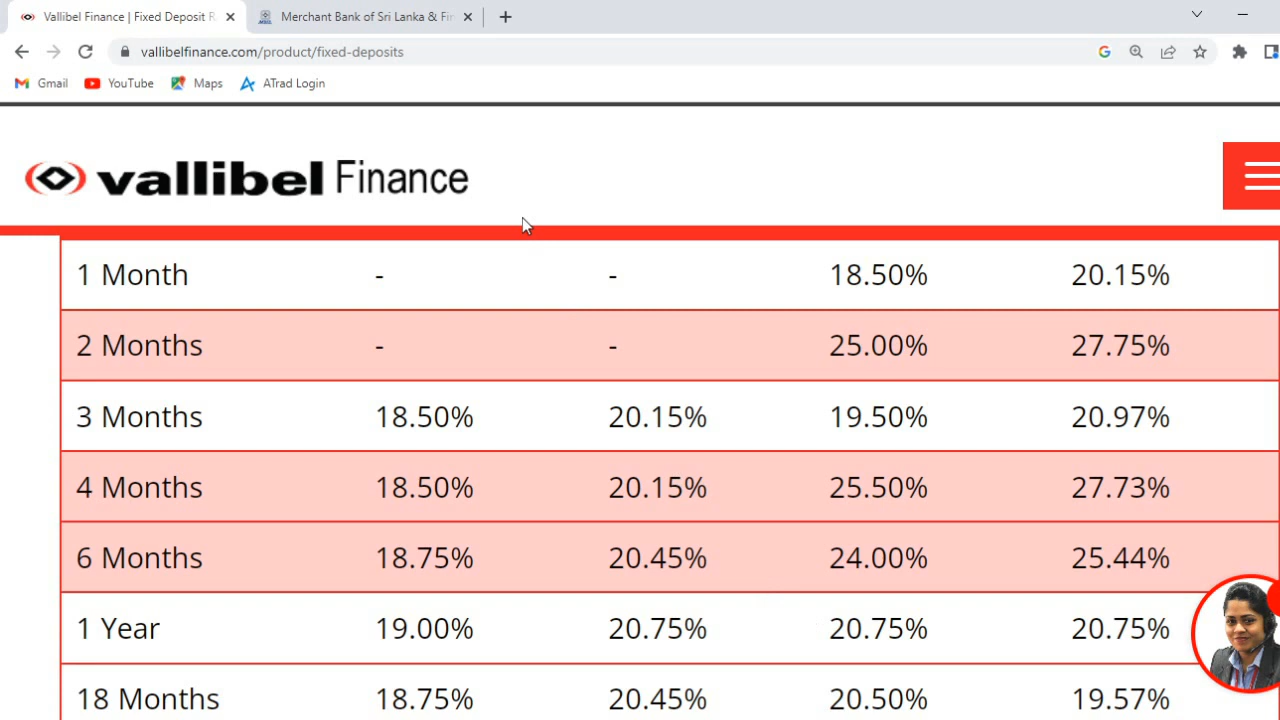 Vallibel Finance | Fixed Deposit R
Merchant Bank of Sri Lanka & Fin
vallibelfinance.com/product/fixed-deposits
Gmail YouTube Maps ATrad Login
vallibel Finance
1 Month - - 18.50% 20.15%
2 Months - - 25.00% 27.75%
3 Months 18.50% 20.15% 19.50% 20.97%
4 Months 18.50% 20.15% 25.50% 27.73%
6 Months 18.75% 20.45% 24.00% 25.44%
1 Year 19.00% 20.75% 20.75% 20.75%
18 Months 18.75% 20.45% 20.50% 19.57%